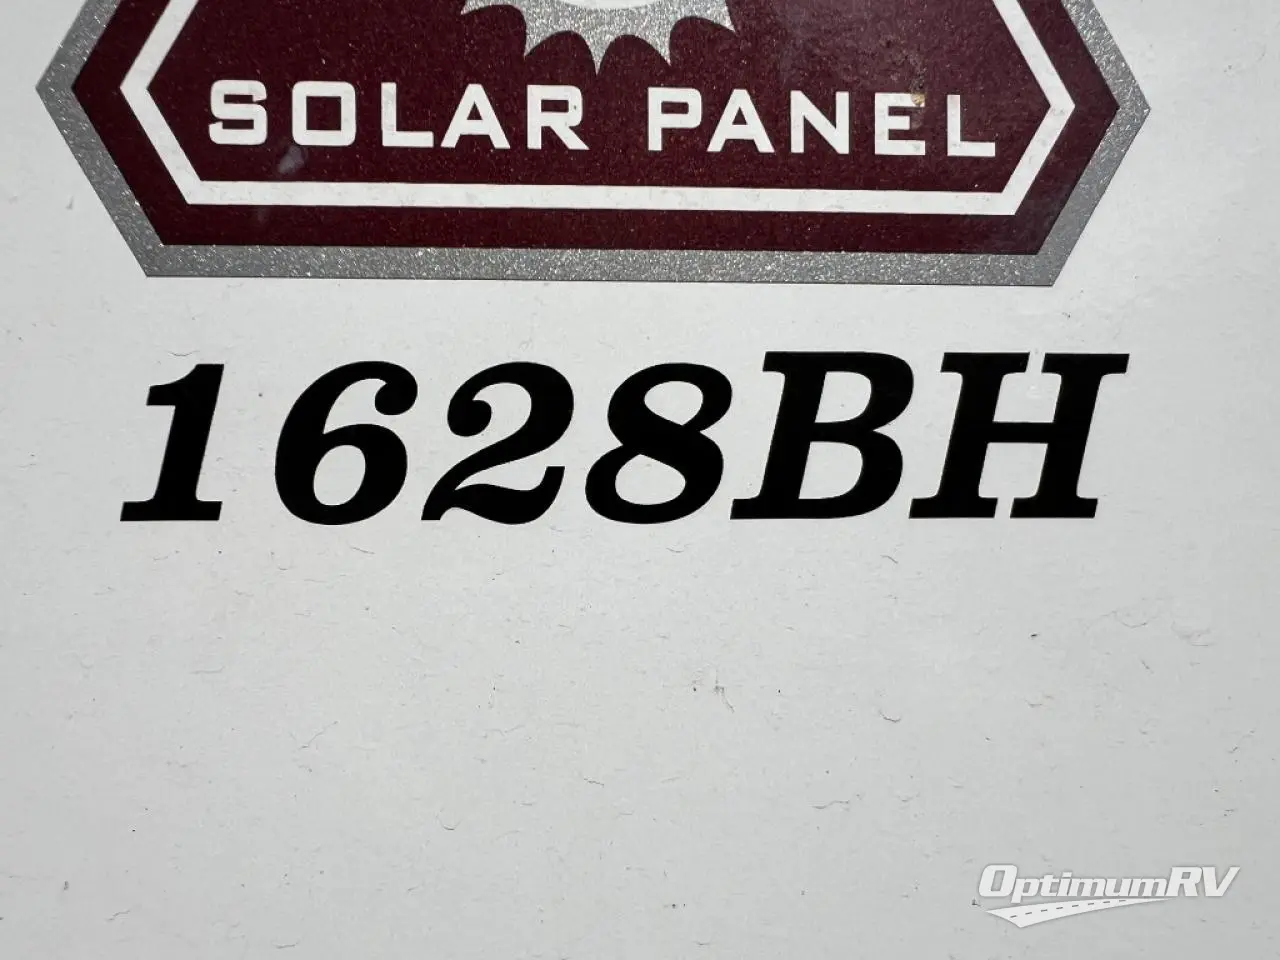 SOLAR PANEL
1628BH
OptimumRV